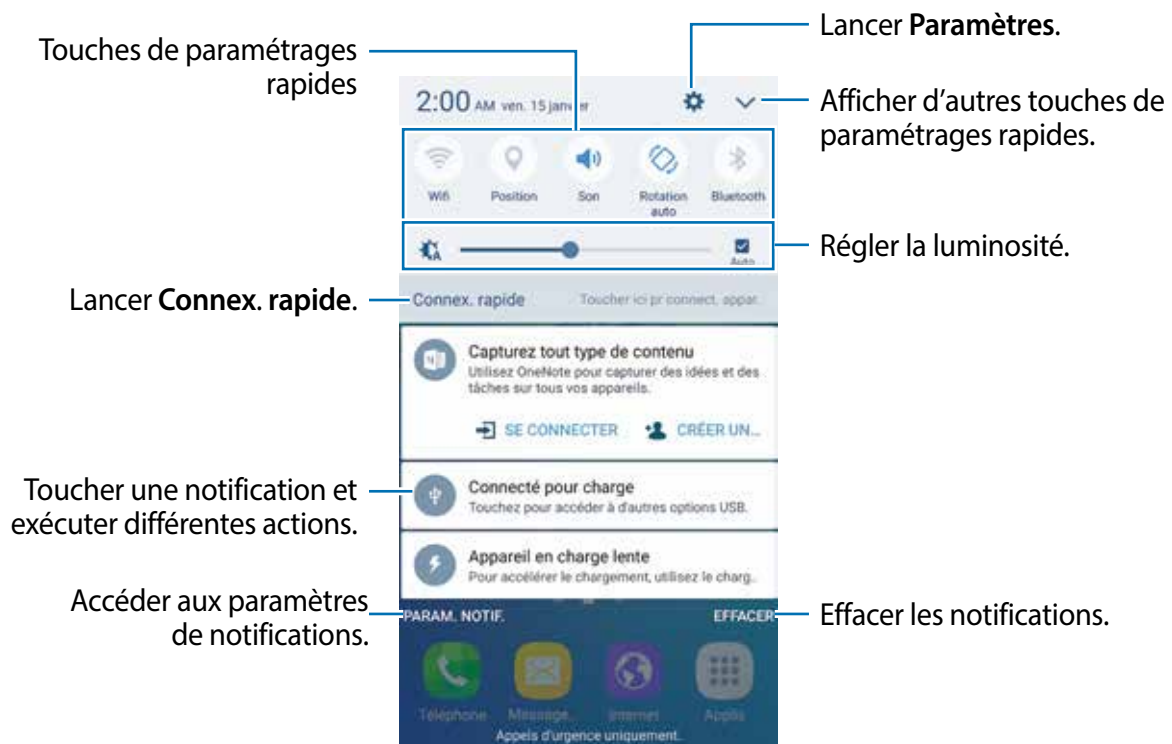 Lancer Paramètres.
Touches de paramétrages
rapides
Afficher d'autres touches de
paramétrages rapides.
2:00 AM ven. 15 janvier
Wifi
Position
Son
Rotation
auto
Bluetooth
A
Auto
Régler la luminosité.
Lancer Connex. rapide.
Connex. rapide
Toucher ici pr connect. appar.
Capturez tout type de contenu
Utilisez OneNote pour capturer des idées et des
tâches sur tous vos appareils.
SE CONNECTER
CRÉER UN...
Toucher une notification et
exécuter différentes actions.
Connecté pour charge
Touchez pour accéder à d'autres options USB.
Appareil en charge lente
Pour accélérer le chargement, utilisez le charg..
Accéder aux paramètres
de notifications.
PARAM. NOTIF.
EFFACER
Effacer les notifications.
Téléphone
Message.
Internet
Applis
Appels d'urgence uniquement.